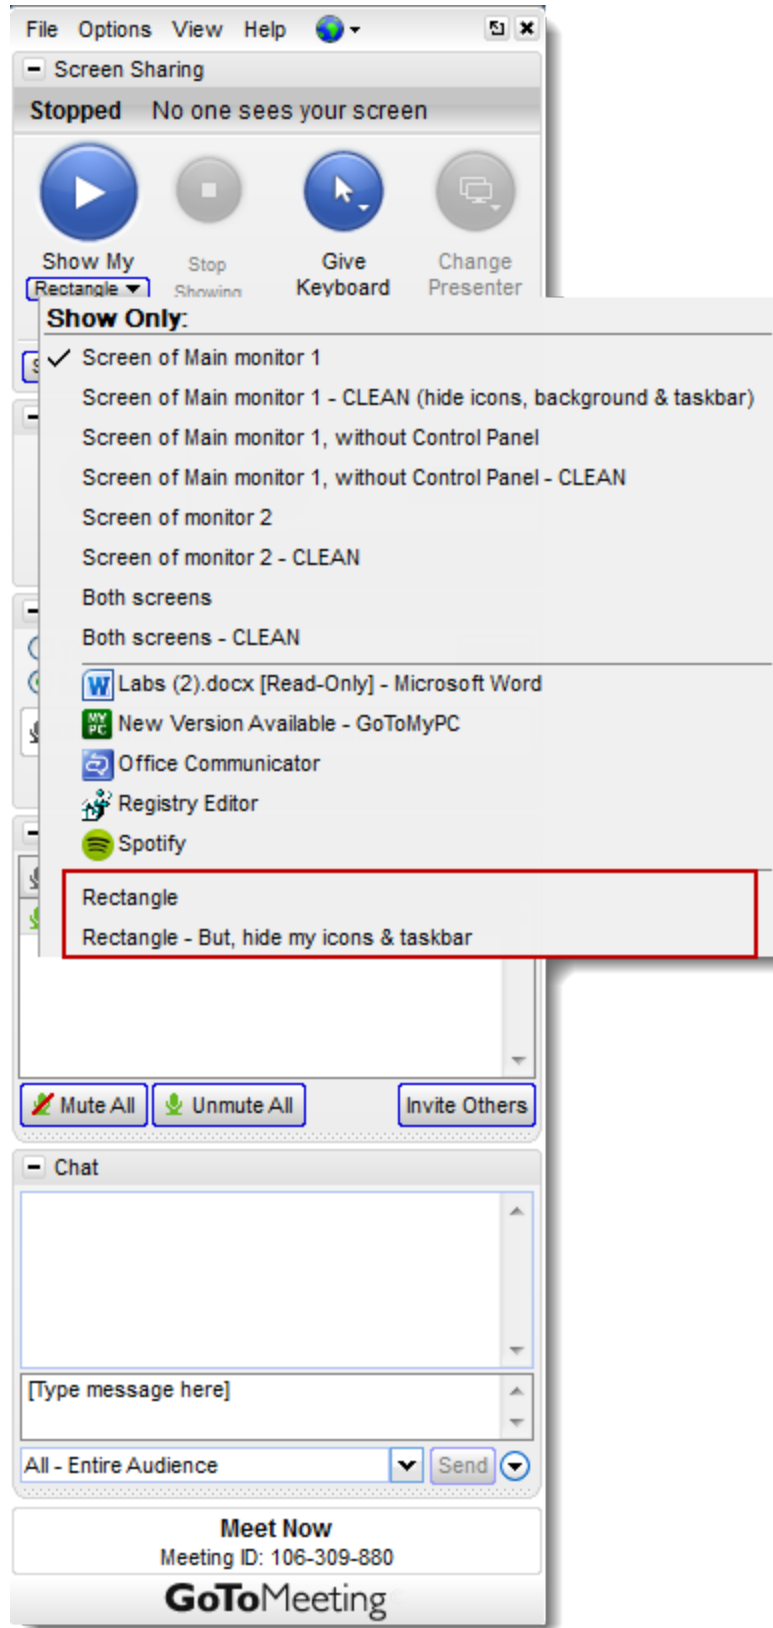 File Options View Help
Screen Sharing
Stopped No one sees your screen
Show My
Stop
Give
Change
Rectangle
Showing
Keyboard
Presenter
Show Only:
Screen of Main monitor 1
Screen of Main monitor 1 - CLEAN (hide icons, background & taskbar)
Screen of Main monitor 1, without Control Panel
Screen of Main monitor 1, without Control Panel - CLEAN
Screen of monitor 2
Screen of monitor 2 - CLEAN
Both screens
Both screens - CLEAN
W Labs (2).docx [Read-Only] - Microsoft Word
MY
PC
New Version Available - GoToMyPC
Office Communicator
Registry Editor
Spotify
Rectangle
Rectangle - But, hide my icons & taskbar
Mute All Unmute All Invite Others
Chat
[Type message here]
All - Entire Audience Send
Meet Now
Meeting ID: 106-309-880
GoToMeeting